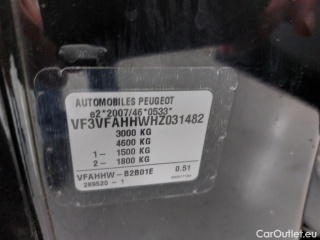 AUTOMOBILES PEUGEOT
e2*2007/46*0533*
VF3VFAHHWHZ031482
3000 KG
4600 KG
1- 1500 KG
2- 1800 KG
VFAHHW-B2B01E 0.51
289520 - 1
CarOutlet.eu